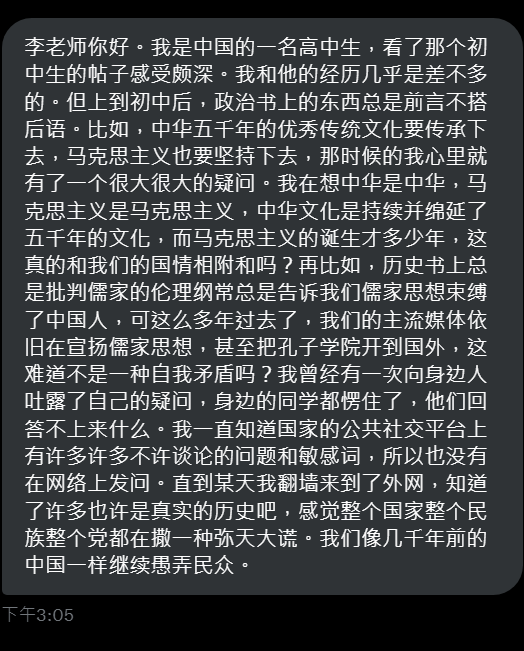 李老师你好。我是中国的一名高中生，看了那个初
中生的帖子感受颇深。我和他的经历几乎是差不多
的。但上到初中后，政治书上的东西总是前言不搭
后语。比如，中华五千年的优秀传统文化要传承下
去，马克思主义也要坚持下去，那时候的我心里就
有了一个很大很大的疑问。我在想中华是中华，马
克思主义是马克思主义，中华文化是持续并绵延了
五千年的文化，而马克思主义的诞生才多少年，这
真的和我们的国情相附和吗？再比如，历史书上总
是批判儒家的伦理纲常总是告诉我们儒家思想束缚
了中国人，可这么多年过去了，我们的主流媒体依
旧在宣扬儒家思想，甚至把孔子学院开到国外，这
难道不是一种自我矛盾吗？我曾经有一次向身边人
吐露了自己的疑问，身边的同学都愣住了，他们回
答不上来什么。我一直知道国家的公共社交平台上
有许多许多不许谈论的问题和敏感词，所以也没有
在网络上发问。直到某天我翻墙来到了外网，知道
了许多也许是真实的历史吧，感觉整个国家整个民
族整个党都在撒一种弥天大谎。我们像几千年前的
中国一样继续愚弄民众。
下午3:05